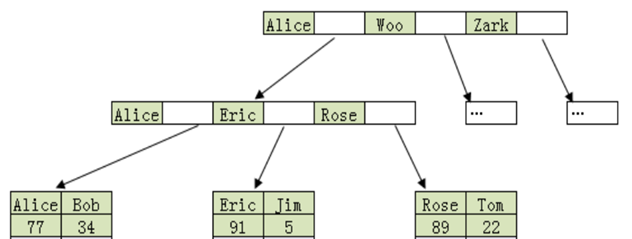 Alice Woo Zark
Alice Eric Rose ... ...
Alice Bob Eric Jim Rose Tom
77 34 91 5 89 22